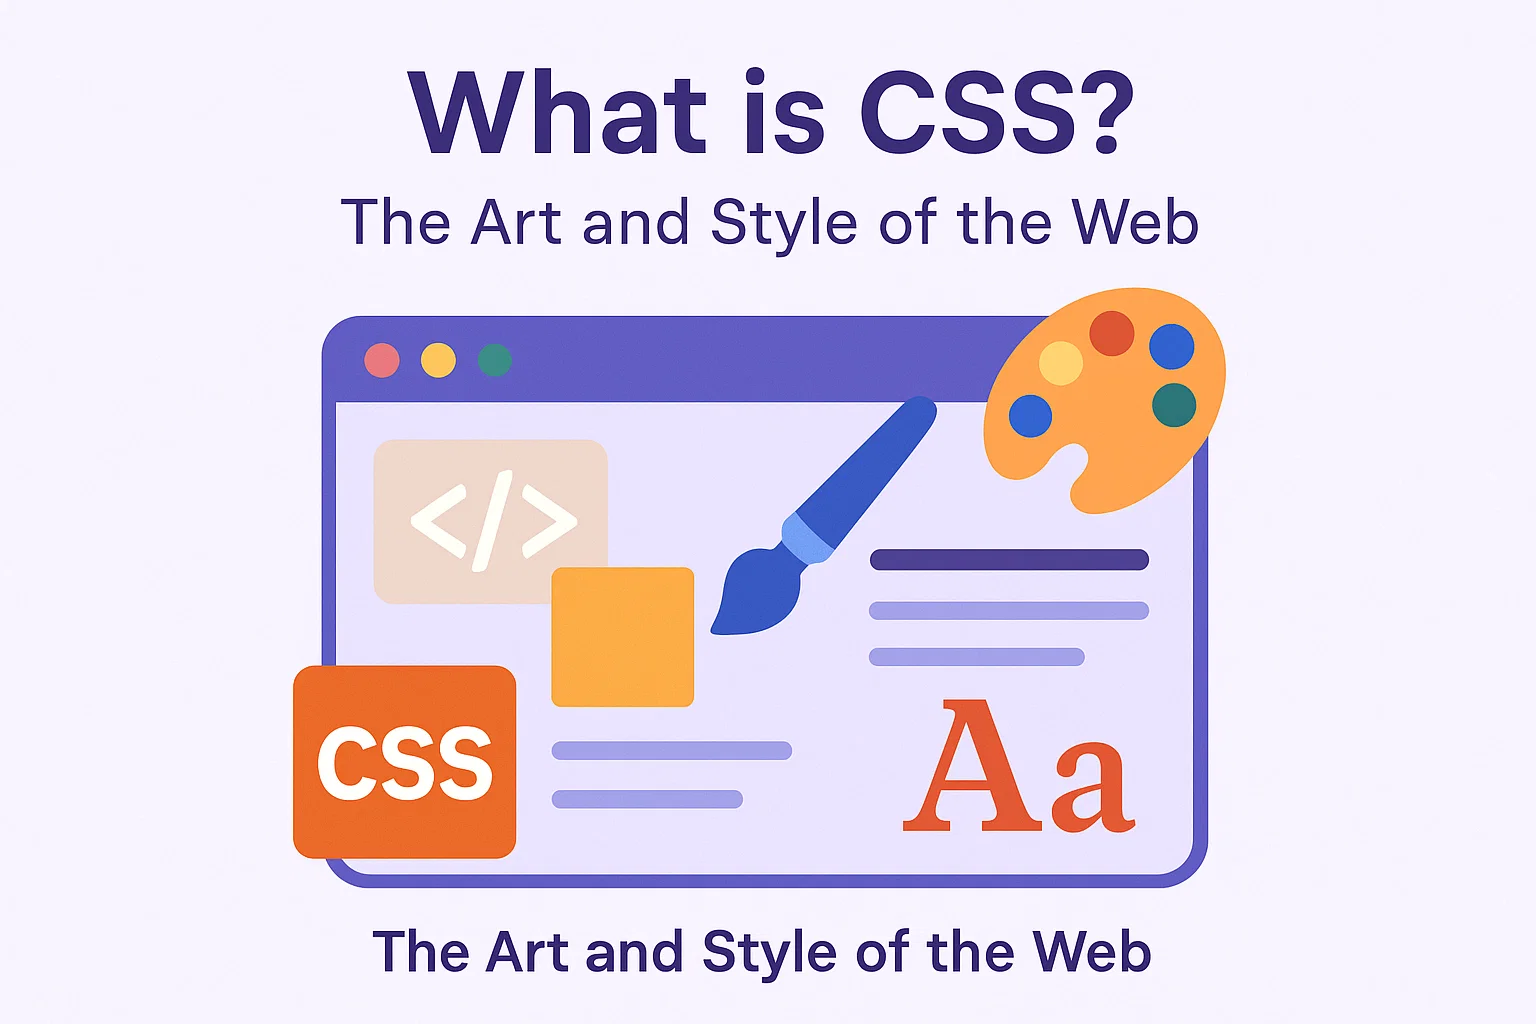 What is CSS?
The Art and Style of the Web
</>
CSS
Aa
The Art and Style of the Web